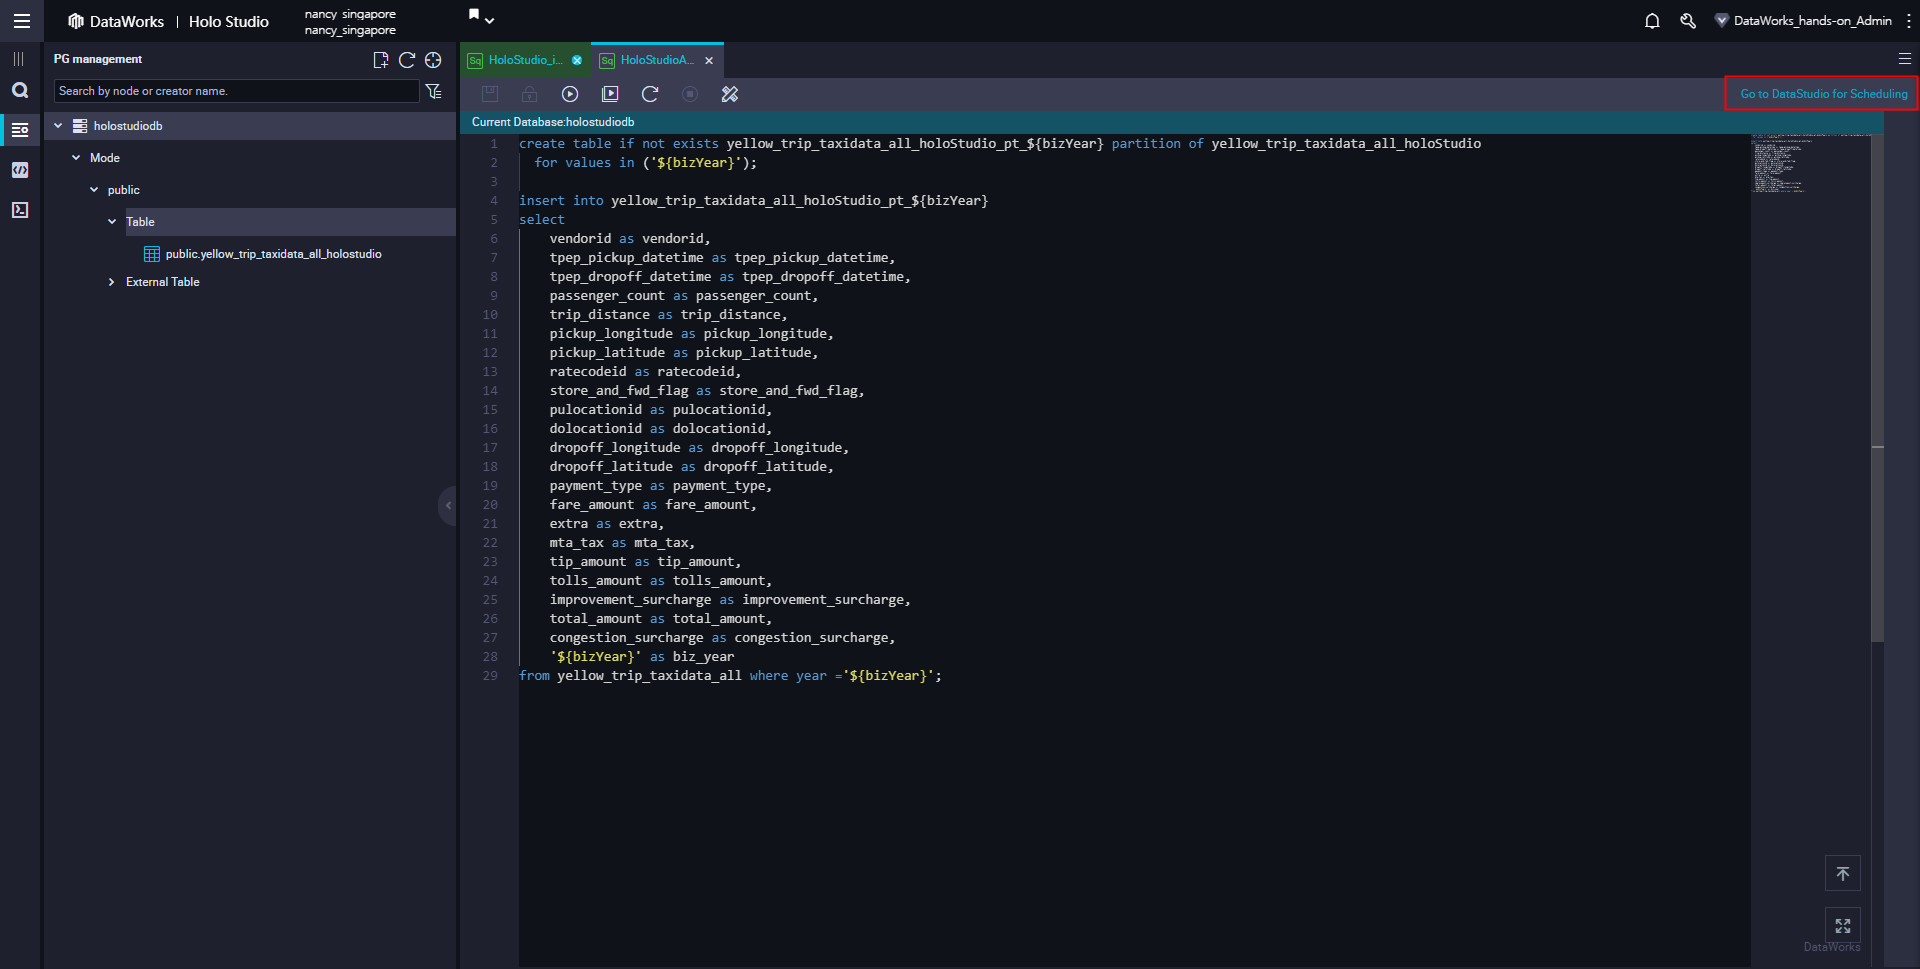 DataWorks | Holo Studio
nancy_singapore
nancy_singapore
DataWorks_hands-on_Admin
PG management
Search by node or creator name.
holostudiodb
Mode
public
Table
public.yellow_trip_taxidata_all_holostudio
External Table
Sq HoloStudio_i...
Sq HoloStudioA...
Go to DataStudio for Scheduling
Current Database:holostudiodb
1 create table if not exists yellow_trip_taxidata_all_holoStudio_pt_${bizYear} partition of yellow_trip_taxidata_all_holoStudio
2 for values in ('${bizYear}');
3
4 insert into yellow_trip_taxidata_all_holoStudio_pt_${bizYear}
5 select
6 vendorid as vendorid,
7 tpep_pickup_datetime as tpep_pickup_datetime,
8 tpep_dropoff_datetime as tpep_dropoff_datetime,
9 passenger_count as passenger_count,
10 trip_distance as trip_distance,
11 pickup_longitude as pickup_longitude,
12 pickup_latitude as pickup_latitude,
13 ratecodeid as ratecodeid,
14 store_and_fwd_flag as store_and_fwd_flag,
15 pulocationid as pulocationid,
16 dolocationid as dolocationid,
17 dropoff_longitude as dropoff_longitude,
18 dropoff_latitude as dropoff_latitude,
19 payment_type as payment_type,
20 fare_amount as fare_amount,
21 extra as extra,
22 mta_tax as mta_tax,
23 tip_amount as tip_amount,
24 tolls_amount as tolls_amount,
25 improvement_surcharge as improvement_surcharge,
26 total_amount as total_amount,
27 congestion_surcharge as congestion_surcharge,
28 '${bizYear}' as biz_year
29 from yellow_trip_taxidata_all where year ='${bizYear}';
DataWorks